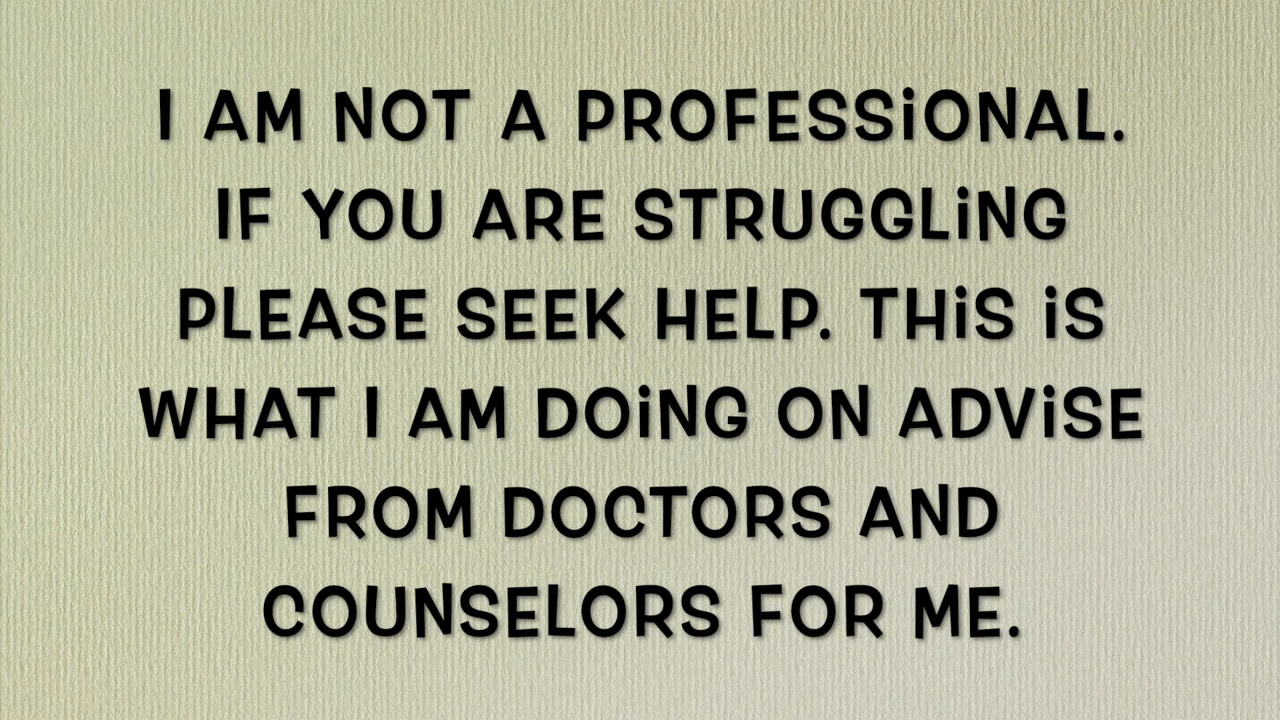 I AM NOT A PROFESSiONAL.
IF YOU ARE STRUGGLiNG
PLEASE SEEK HELP. THiS iS
WHAT I AM DOiNG ON ADViSE
FROM DOCTORS AND
COUNSELORS FOR ME.